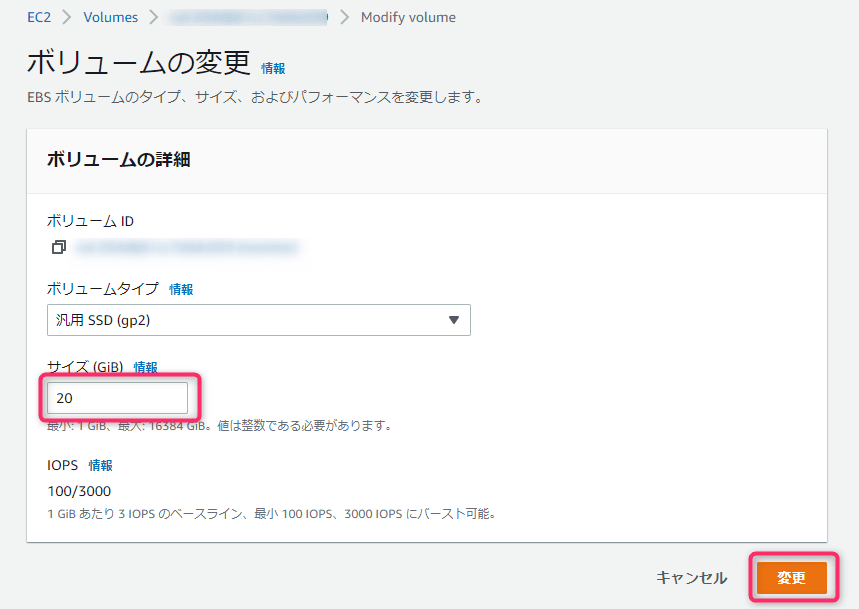 EC2 > Volumes > > Modify volume
ボリュームの変更 情報
EBS ボリュームのタイプ、サイズ、およびパフォーマンスを変更します。
ボリュームの詳細
ボリューム ID
ボリュームタイプ 情報
汎用 SSD (gp2)
サイズ (GiB) 情報
20
最小: 1 GiB、最大: 16384 GiB。値は整数である必要があります。
IOPS 情報
100/3000
1 GiB あたり 3 IOPS のベースライン、最小 100 IOPS、3000 IOPS にバースト可能。
キャンセル 変更